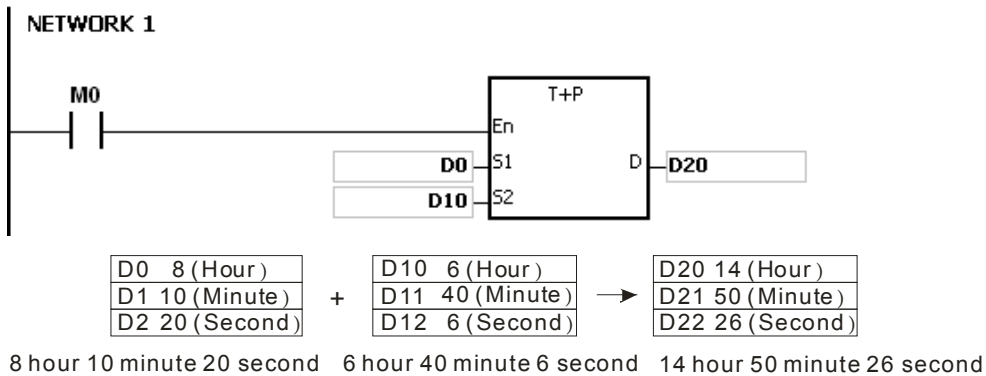 NETWORK 1
M0
T+P
En
D0 S1 D D20
D10 S2
D0 8 (Hour) D10 6 (Hour) D20 14 (Hour)
D1 10 (Minute) + D11 40 (Minute) D21 50 (Minute)
D2 20 (Second) D12 6 (Second) D22 26 (Second)
8 hour 10 minute 20 second 6 hour 40 minute 6 second 14 hour 50 minute 26 second